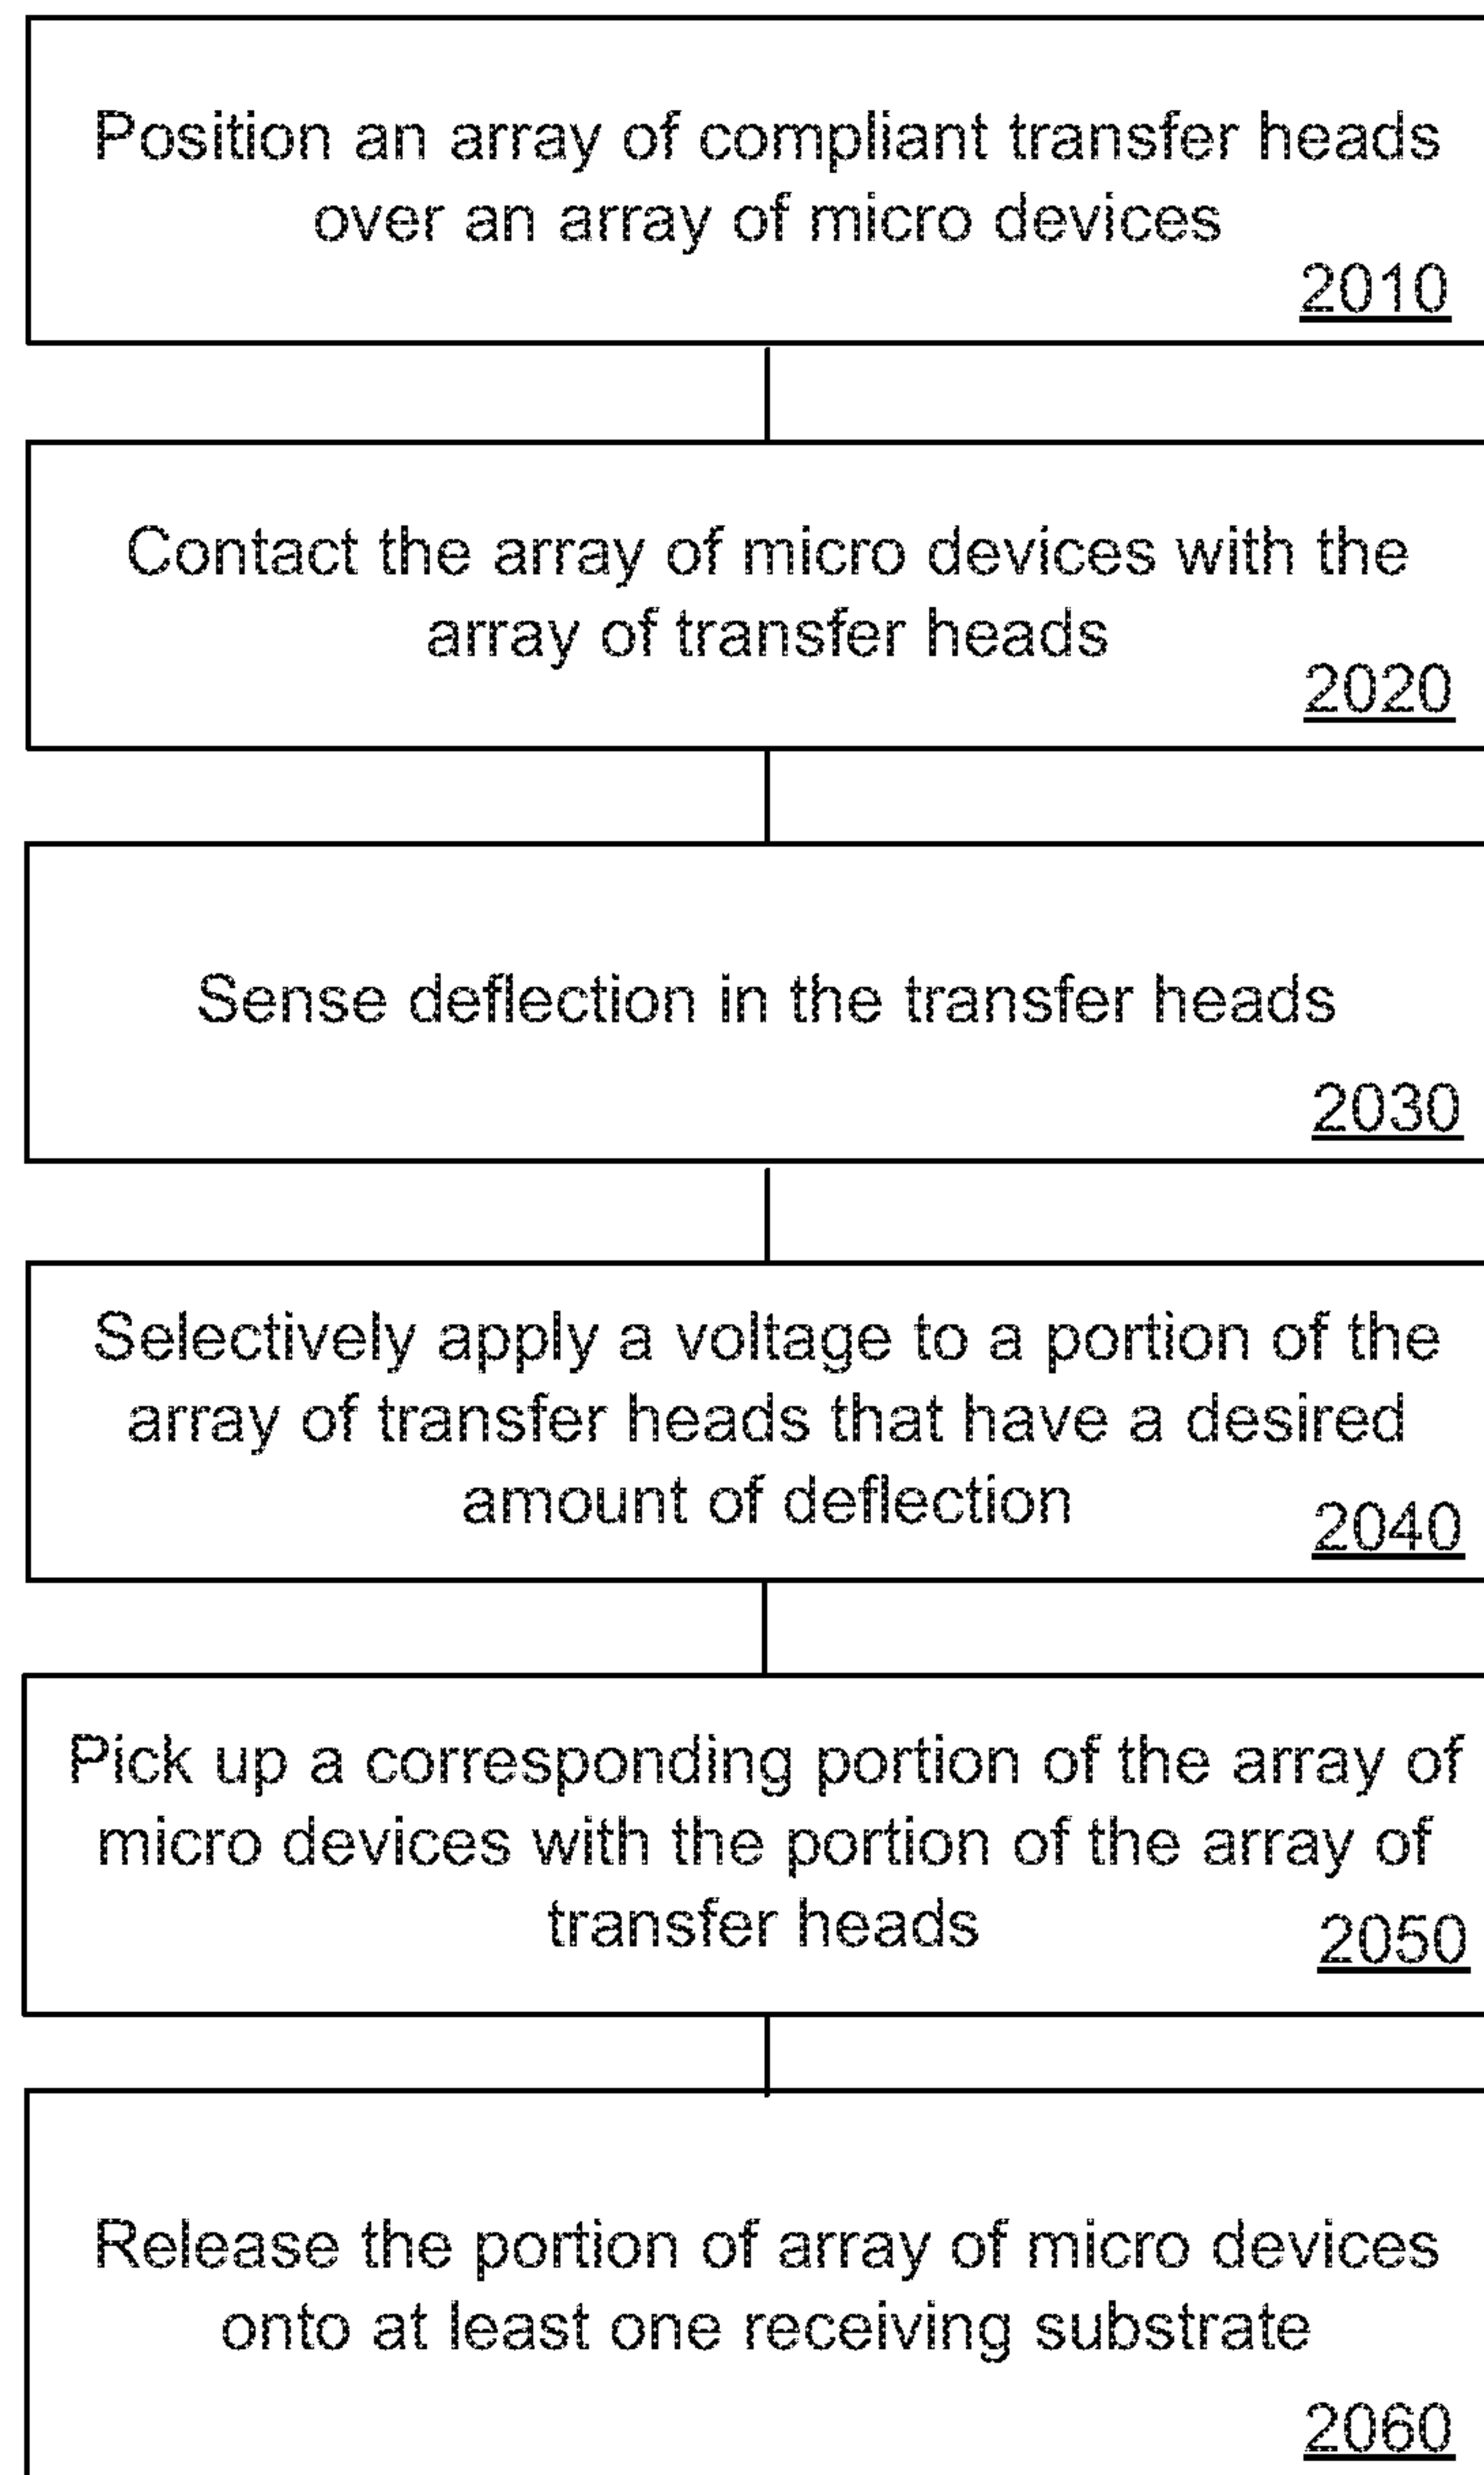 Position an array of compliant transfer heads
over an array of micro devices
2010
Contact the array of micro devices with the
array of transfer heads
2020
Sense deflection in the transfer heads
2030
Selectively apply a voltage to a portion of the
array of transfer heads that have a desired
amount of deflection
2040
Pick up a corresponding portion of the array of
micro devices with the portion of the array of
transfer heads
2050
Release the portion of array of micro devices
onto at least one receiving substrate
2060